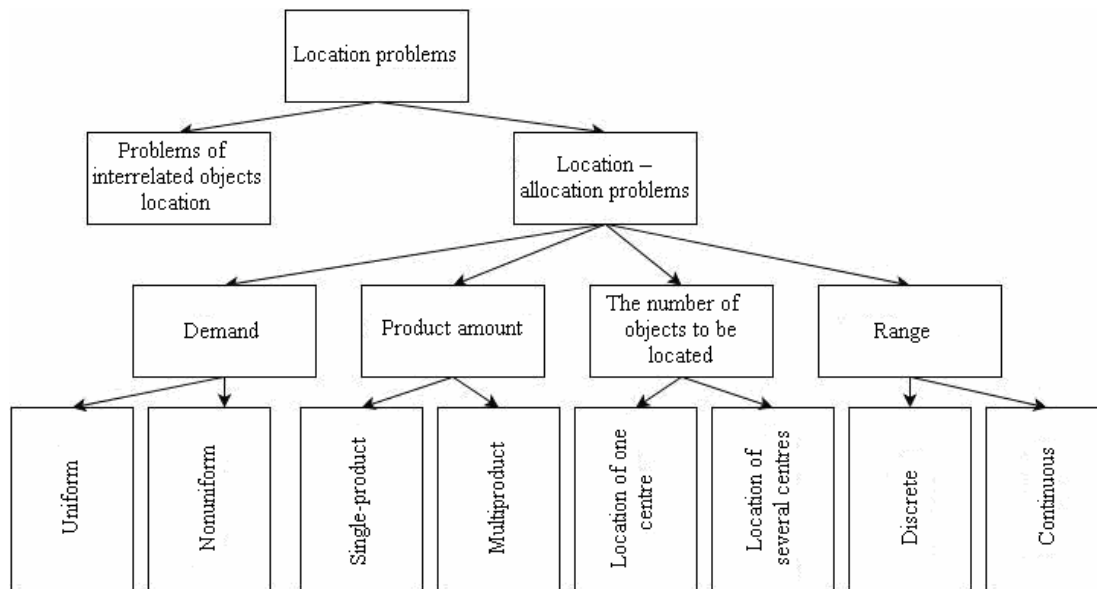 Location problems
Problems of
interrelated objects
location
Location –
allocation problems
Demand
Product amount
The number of
objects to be
located
Range
Uniform
Nonuniform
Single-product
Multiproduct
Location of one
centre
Location of
several centres
Discrete
Continuous